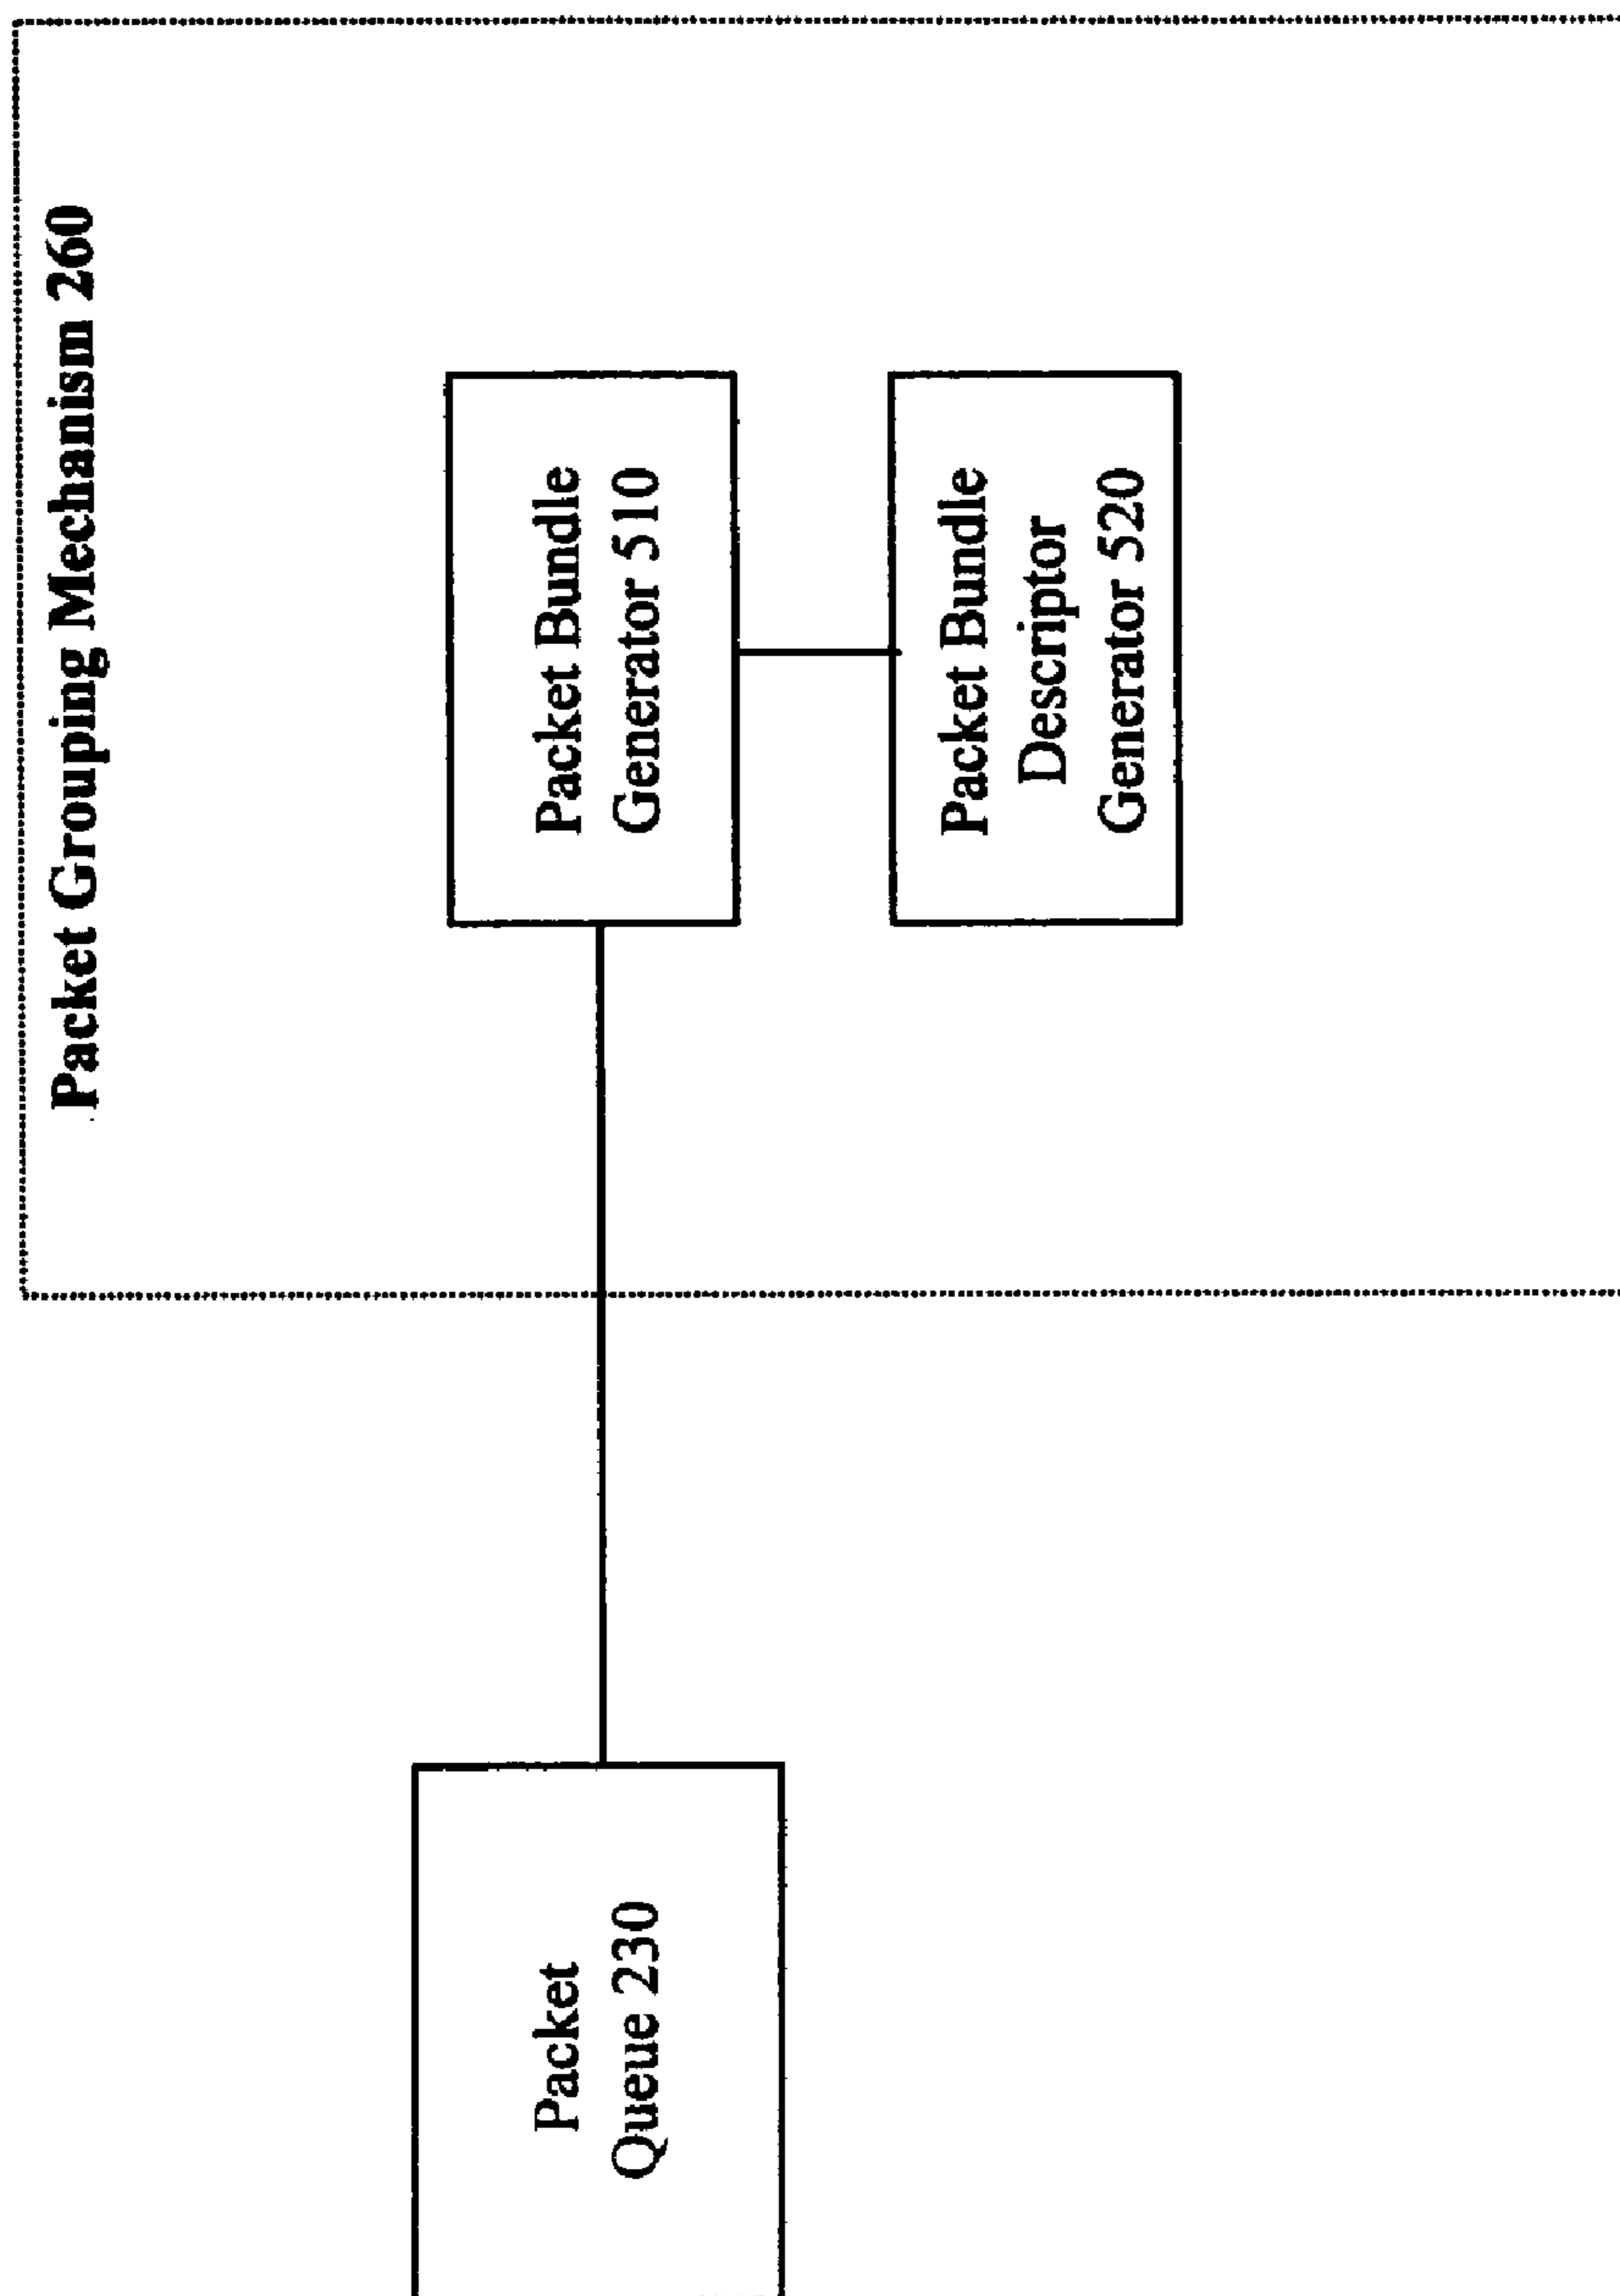 Packet Grouping Mechanism 260
Packet
Queue 230
Packet Bundle
Generator 510
Packet Bundle
Descriptor
Generator 520